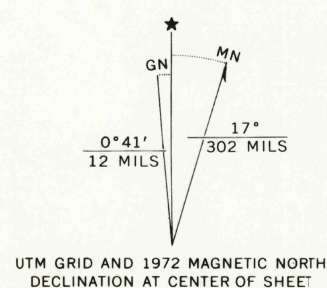 ★
GN
MN
0°41′
12 MILS
17°
302 MILS
UTM GRID AND 1972 MAGNETIC NORTH
DECLINATION AT CENTER OF SHEET